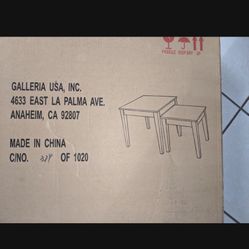 GALLERIA USA, INC.
4633 EAST LA PALMA AVE.
ANAHEIM, CA 92807
MADE IN CHINA
C/NO. OF 1020